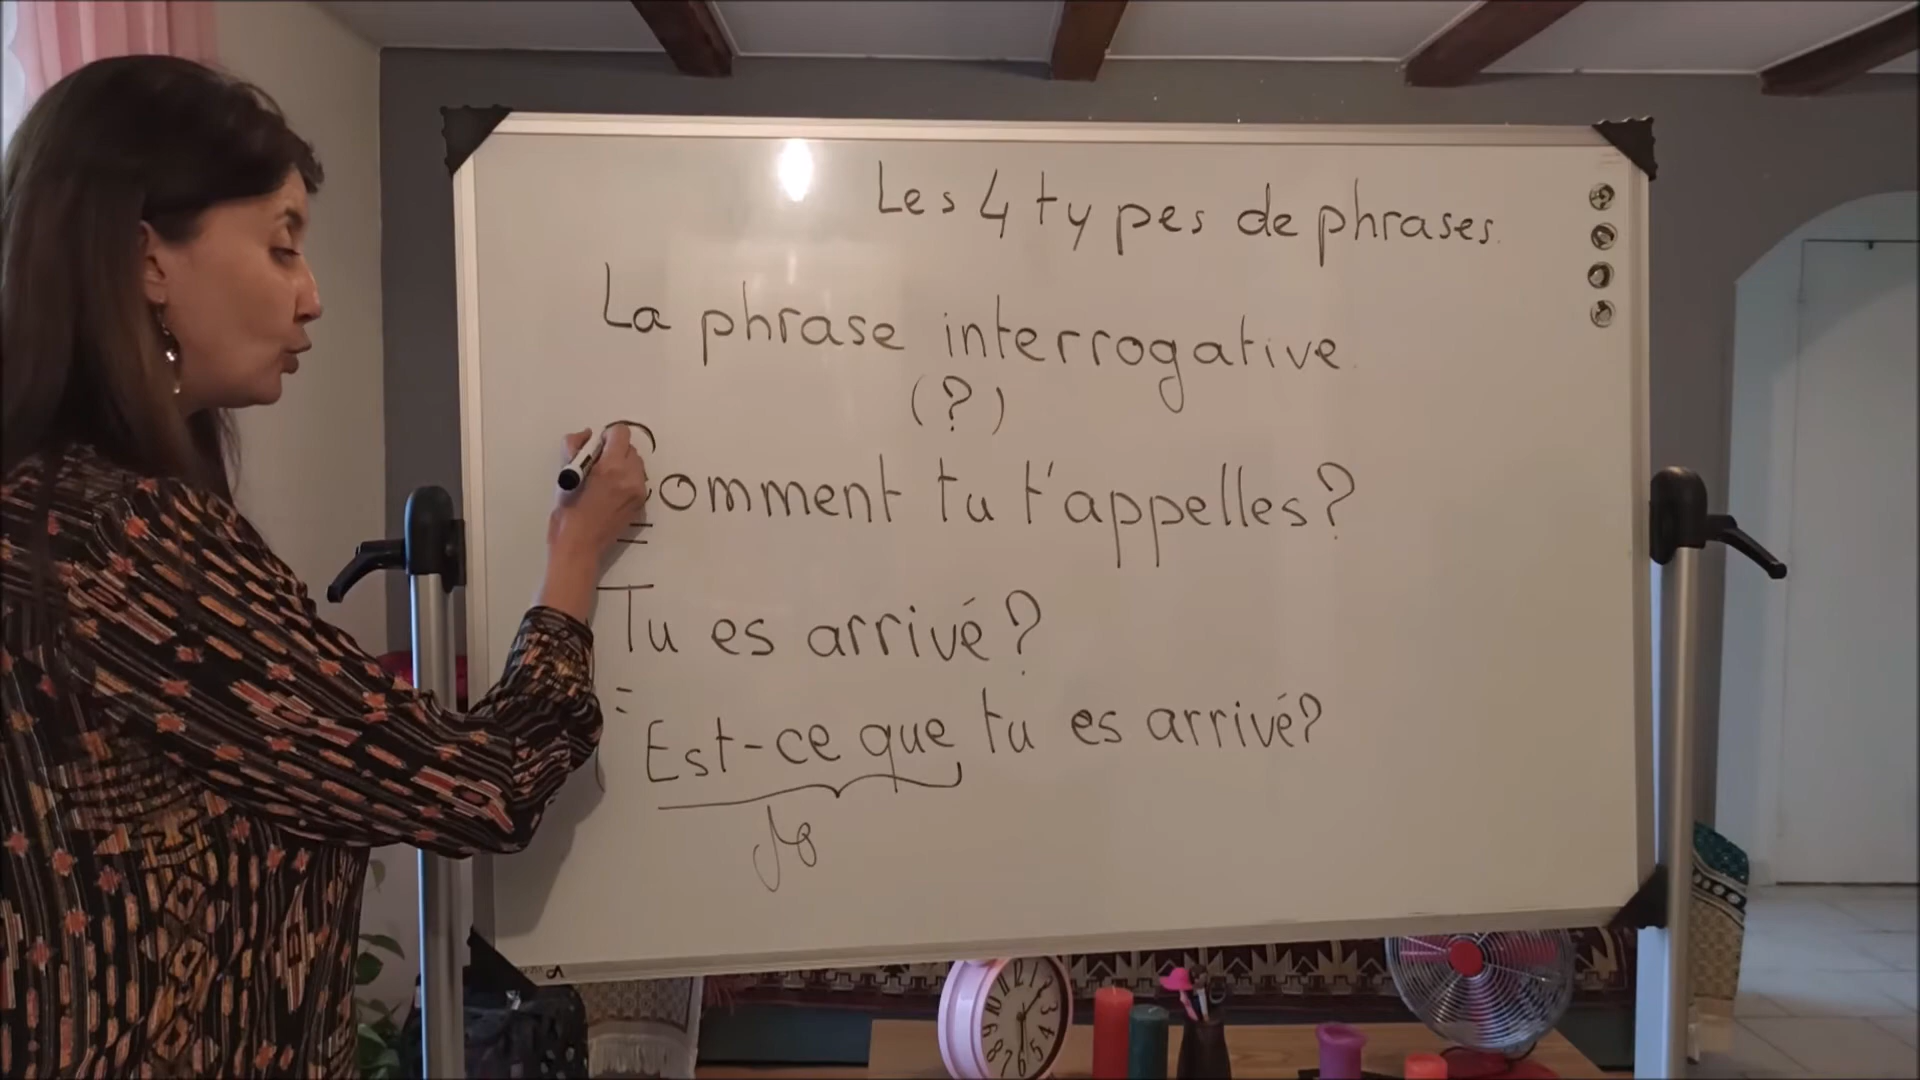 Les 4 types de phrases.
La phrase interrogative.
(?)
Comment tu t'appelles?
Tu es arrivé?
Est-ce que tu es arrivé?